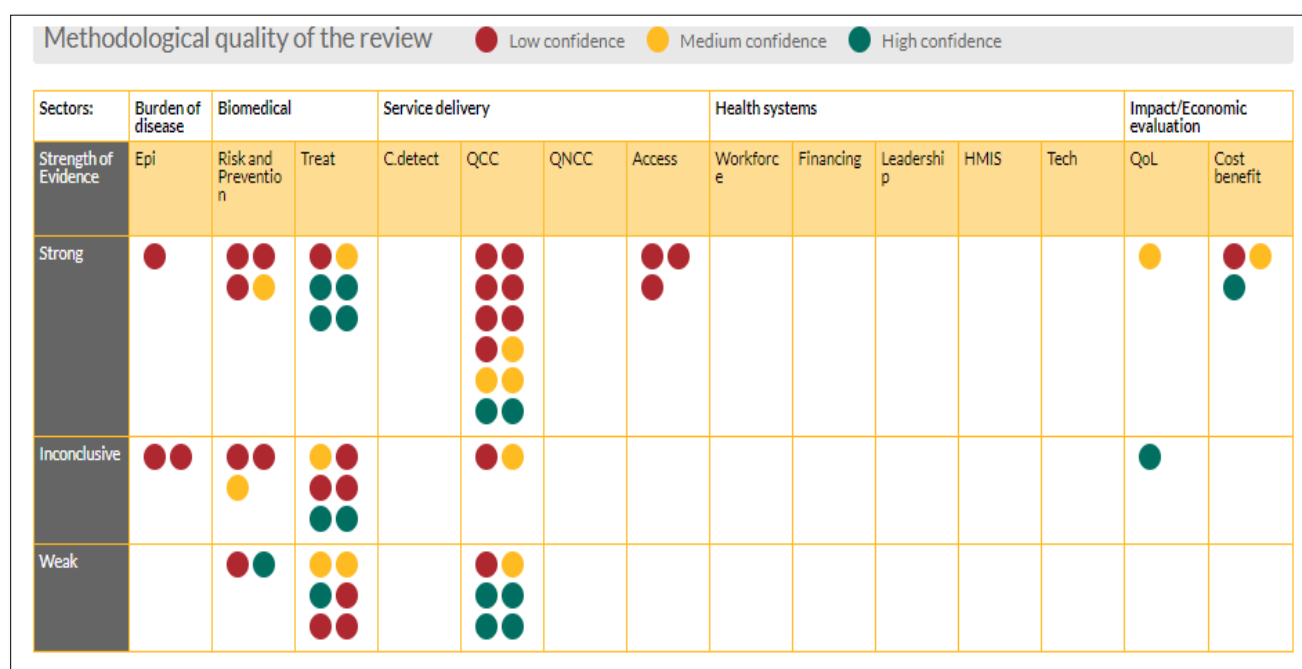 Methodological quality of the review Low confidence Medium confidence High confidence
Sectors: Burden of Biomedical Service delivery Health systems Impact/Economic
disease evaluation
Strength of Epi Risk and Treat C.detect QCC QNCC Access Workforc Financing Leadershi HMIS Tech QoL Cost
Evidence Preventio e p benefit
n
Strong
Inconclusive
Weak